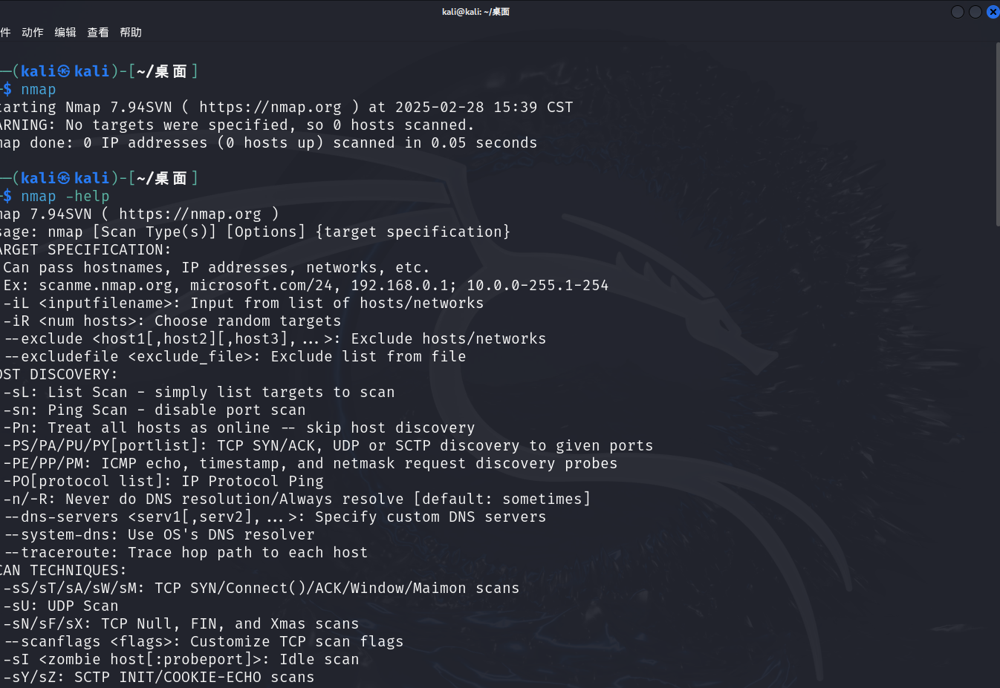 kali@kali: ~/桌面
件 动作 编辑 查看 帮助
(kali㉿kali)-[~/桌面]
$ nmap
tarting Nmap 7.94SVN ( https://nmap.org ) at 2025-02-28 15:39 CST
ARNING: No targets were specified, so 0 hosts scanned.
map done: 0 IP addresses (0 hosts up) scanned in 0.05 seconds
(kali㉿kali)-[~/桌面]
$ nmap -help
map 7.94SVN ( https://nmap.org )
sage: nmap [Scan Type(s)] [Options] {target specification}
ARGET SPECIFICATION:
Can pass hostnames, IP addresses, networks, etc.
Ex: scanme.nmap.org, microsoft.com/24, 192.168.0.1; 10.0.0-255.1-254
-iL <inputfilename>: Input from list of hosts/networks
-iR <num hosts>: Choose random targets
--exclude <host1[,host2][,host3],...>: Exclude hosts/networks
--excludefile <exclude_file>: Exclude list from file
OST DISCOVERY:
-sL: List Scan - simply list targets to scan
-sn: Ping Scan - disable port scan
-Pn: Treat all hosts as online -- skip host discovery
-PS/PA/PU/PY[portlist]: TCP SYN/ACK, UDP or SCTP discovery to given ports
-PE/PP/PM: ICMP echo, timestamp, and netmask request discovery probes
-PO[protocol list]: IP Protocol Ping
-n/-R: Never do DNS resolution/Always resolve [default: sometimes]
--dns-servers <serv1[,serv2],...>: Specify custom DNS servers
--system-dns: Use OS's DNS resolver
--traceroute: Trace hop path to each host
CAN TECHNIQUES:
-sS/sT/sA/sW/sM: TCP SYN/Connect()/ACK/Window/Maimon scans
-sU: UDP Scan
-sN/sF/sX: TCP Null, FIN, and Xmas scans
--scanflags <flags>: Customize TCP scan flags
-sI <zombie host[:probeport]>: Idle scan
-sY/sZ: SCTP INIT/COOKIE-ECHO scans